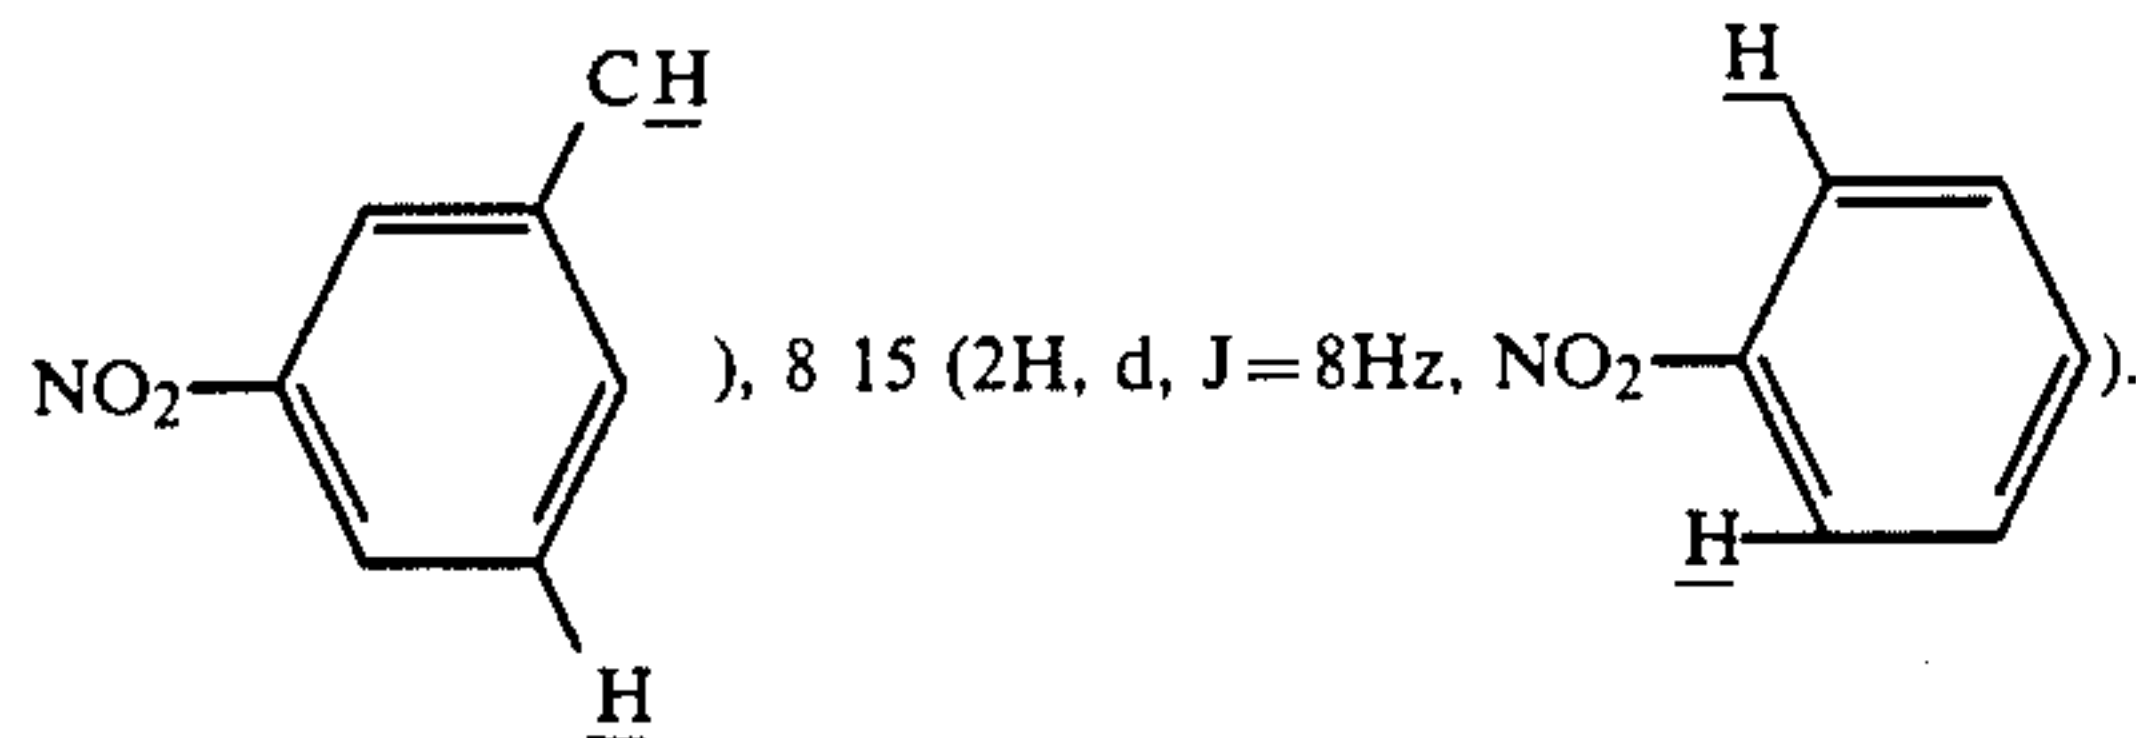 CH
H
NO2
), 8 15 (2H, d, J=8Hz, NO2
).
H
H